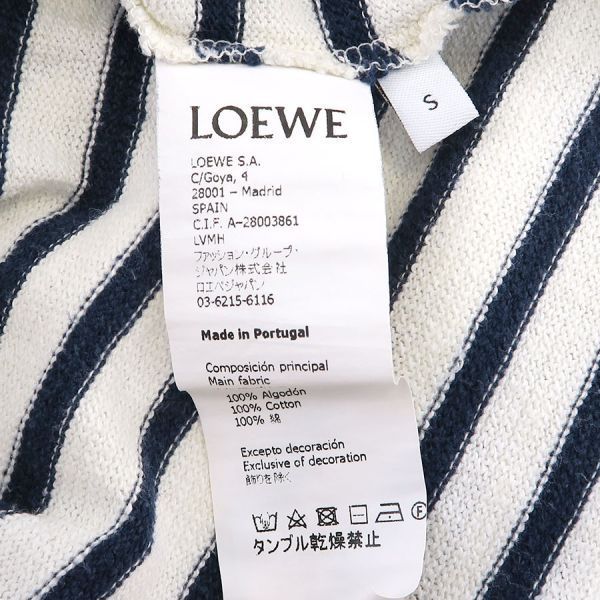 LOEWE
LOEWE S.A.
C/Goya, 4
28001 – Madrid
SPAIN
C.I.F. A-28003861
LVMH
ファッション・グループ・
ジャパン株式会社
ロエベジャパン
03-6215-6116
Made in Portugal
Composición principal
Main fabric
100% Algodón
100% Cotton
100% 綿
Excepto decoración
Exclusive of decoration
飾りを除く
タンブル乾燥禁止
S